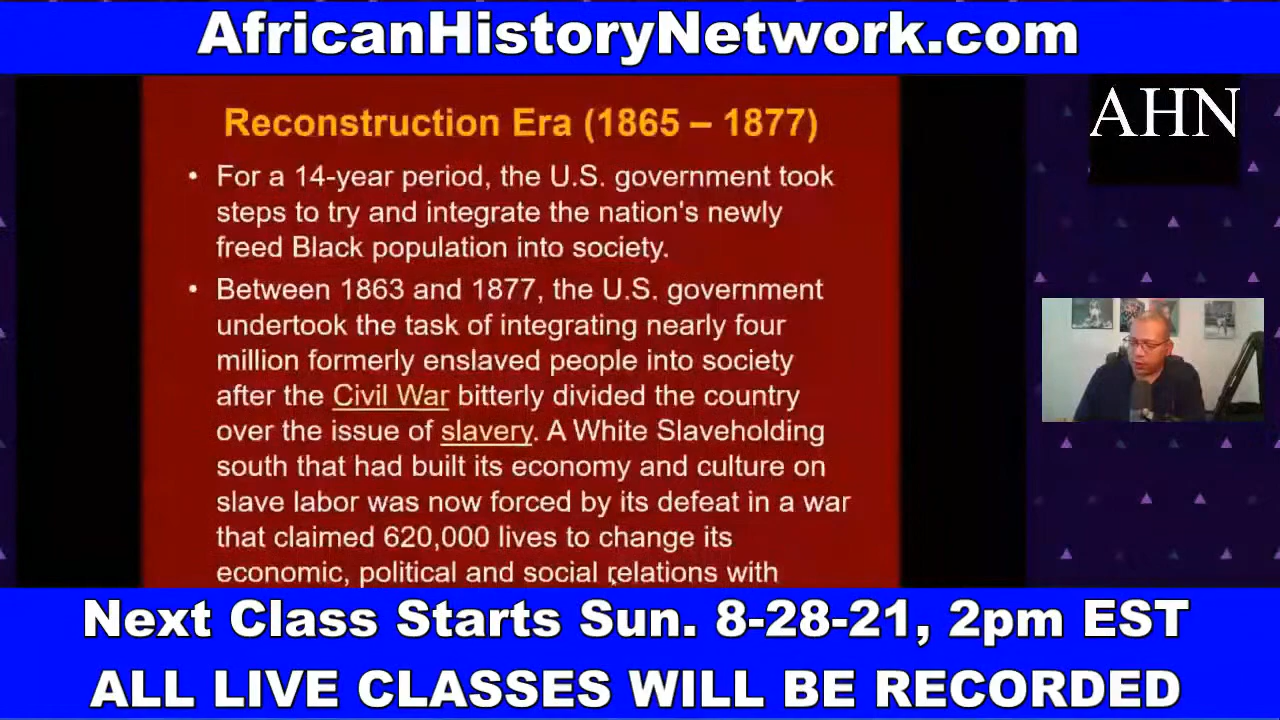 AfricanHistoryNetwork.com
AHN
Reconstruction Era (1865 – 1877)
• For a 14-year period, the U.S. government took
steps to try and integrate the nation's newly
freed Black population into society.
• Between 1863 and 1877, the U.S. government
undertook the task of integrating nearly four
million formerly enslaved people into society
after the Civil War bitterly divided the country
over the issue of slavery. A White Slaveholding
south that had built its economy and culture on
slave labor was now forced by its defeat in a war
that claimed 620,000 lives to change its
economic, political and social relations with
Next Class Starts Sun. 8-28-21, 2pm EST
ALL LIVE CLASSES WILL BE RECORDED